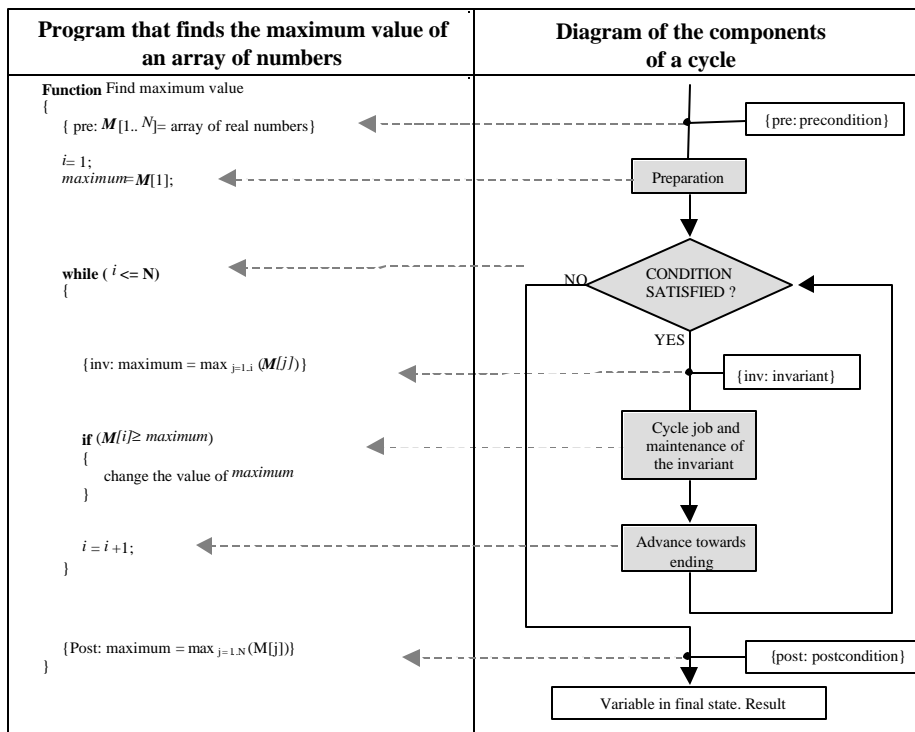 Program that finds the maximum value of
an array of numbers
Function Find maximum value
{
{ pre: M [1.. N]= array of real numbers}
i= 1;
maximum=M[1];
while ( i <= N)
{
{inv: maximum = max j=1..i (M[j])}
if (M[i]≥ maximum)
{
change the value of maximum
}
i = i +1;
}
{Post: maximum = max j=1..N (M[j])}
}
Diagram of the components
of a cycle
{pre: precondition}
Preparation
CONDITION
SATISFIED ?
NO
YES
{inv: invariant}
Cycle job and
maintenance of
the invariant
Advance towards
ending
{post: postcondition}
Variable in final state. Result